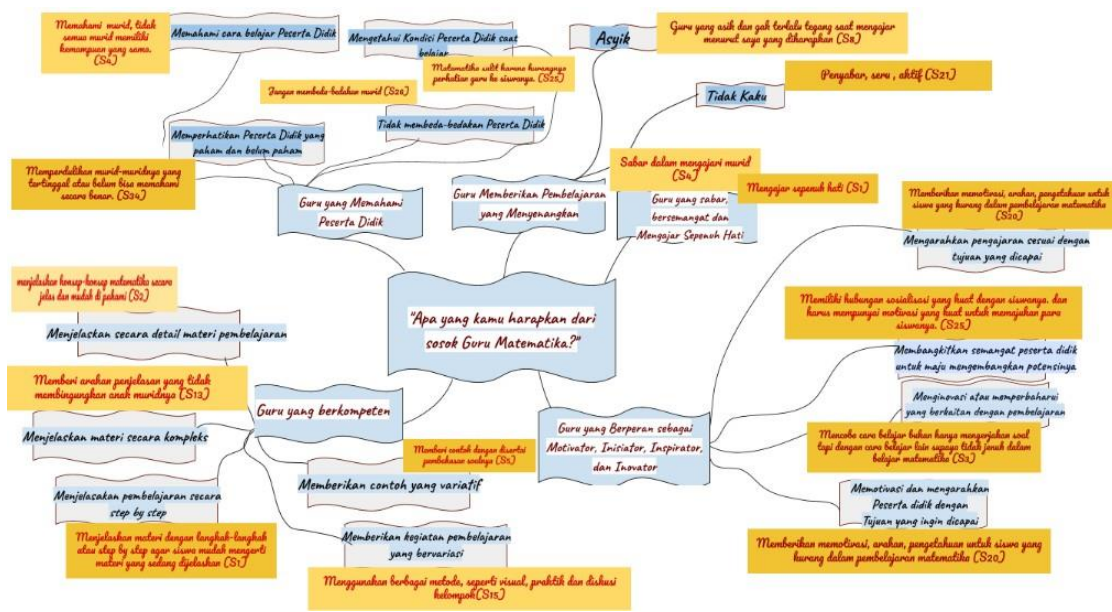 Memahami murid, tidak
semua murid memiliki
kemampuan yang sama.
(S4)
Memahami cara belajar Peserta Didik
Mengetahui Kondisi Peserta Didik saat
belajar
Matematika sulit karena kurangnya
perhatian guru ke siswanya. (S25)
Jangan membeda-bedakan murid (S26)
Tidak membeda-bedakan Peserta Didik
Memperhatikan Peserta Didik yang
paham dan belum paham
Memperdulikan murid-muridnya yang
tertinggal atau belum bisa memahami
secara benar. (S34)
Guru yang Memahami
Peserta Didik
Asyik
Guru yang asik dan gak terlalu tegang saat mengajar
menurut saya yang diharapkan (S8)
Tidak Kaku
Penyabar, seru , aktif (S21)
Guru Memberikan Pembelajaran
yang Menyenangkan
Sabar dalam mengajari murid
(S4)
Mengajar sepenuh hati (S1)
Guru yang sabar,
bersemangat dan
Mengajar Sepenuh Hati
"Apa yang kamu harapkan dari
sosok Guru Matematika?"
Memberikan memotivasi, arahan, pengetahuan untuk
siswa yang kurang dalam pembelajaran matematika
(S20)
Mengarahkan pengajaran sesuai dengan
tujuan yang dicapai
Memiliki hubungan sosialisasi yang kuat dengan siswanya. dan
harus mempunyai motivasi yang kuat untuk memajukan para
siswanya. (S25)
Membangkitkan semangat peserta didik
untuk maju mengembangkan potensinya
Menginovasi atau memperbaharui
yang berkaitan dengan pembelajaran
Mencoba cara belajar bukan hanya mengerjakan soal
tapi dengan cara belajar lain supaya tidak jenuh dalam
belajar matematika (S3)
Guru yang Berperan sebagai
Motivator, Inisiator, Inspirator,
dan Inovator
Memotivasi dan mengarahkan
Peserta didik dengan
Tujuan yang ingin dicapai
Memberikan memotivasi, arahan, pengetahuan untuk siswa yang
kurang dalam pembelajaran matematika (S20)
menjelaskan konsep-konsep matematika secara
jelas dan mudah di pahami (S2)
Menjelaskan secara detail materi pembelajaran
Memberi arahan penjelasan yang tidak
membingungkan anak muridnya (S13)
Menjelaskan materi secara kompleks
Guru yang berkompeten
Menjelasakan pembelajaran secara
step by step
Menjelaskan materi dengan langkah-langkah
atau step by step agar siswa mudah mengerti
materi yang sedang dijelaskan (S1)
Memberi contoh dengan disertai
pembahasan soalnya (S5)
Memberikan contoh yang variatif
Memberikan kegiatan pembelajaran
yang bervariasi
Menggunakan berbagai metode, seperti visual, praktik dan diskusi
kelompok(S15)